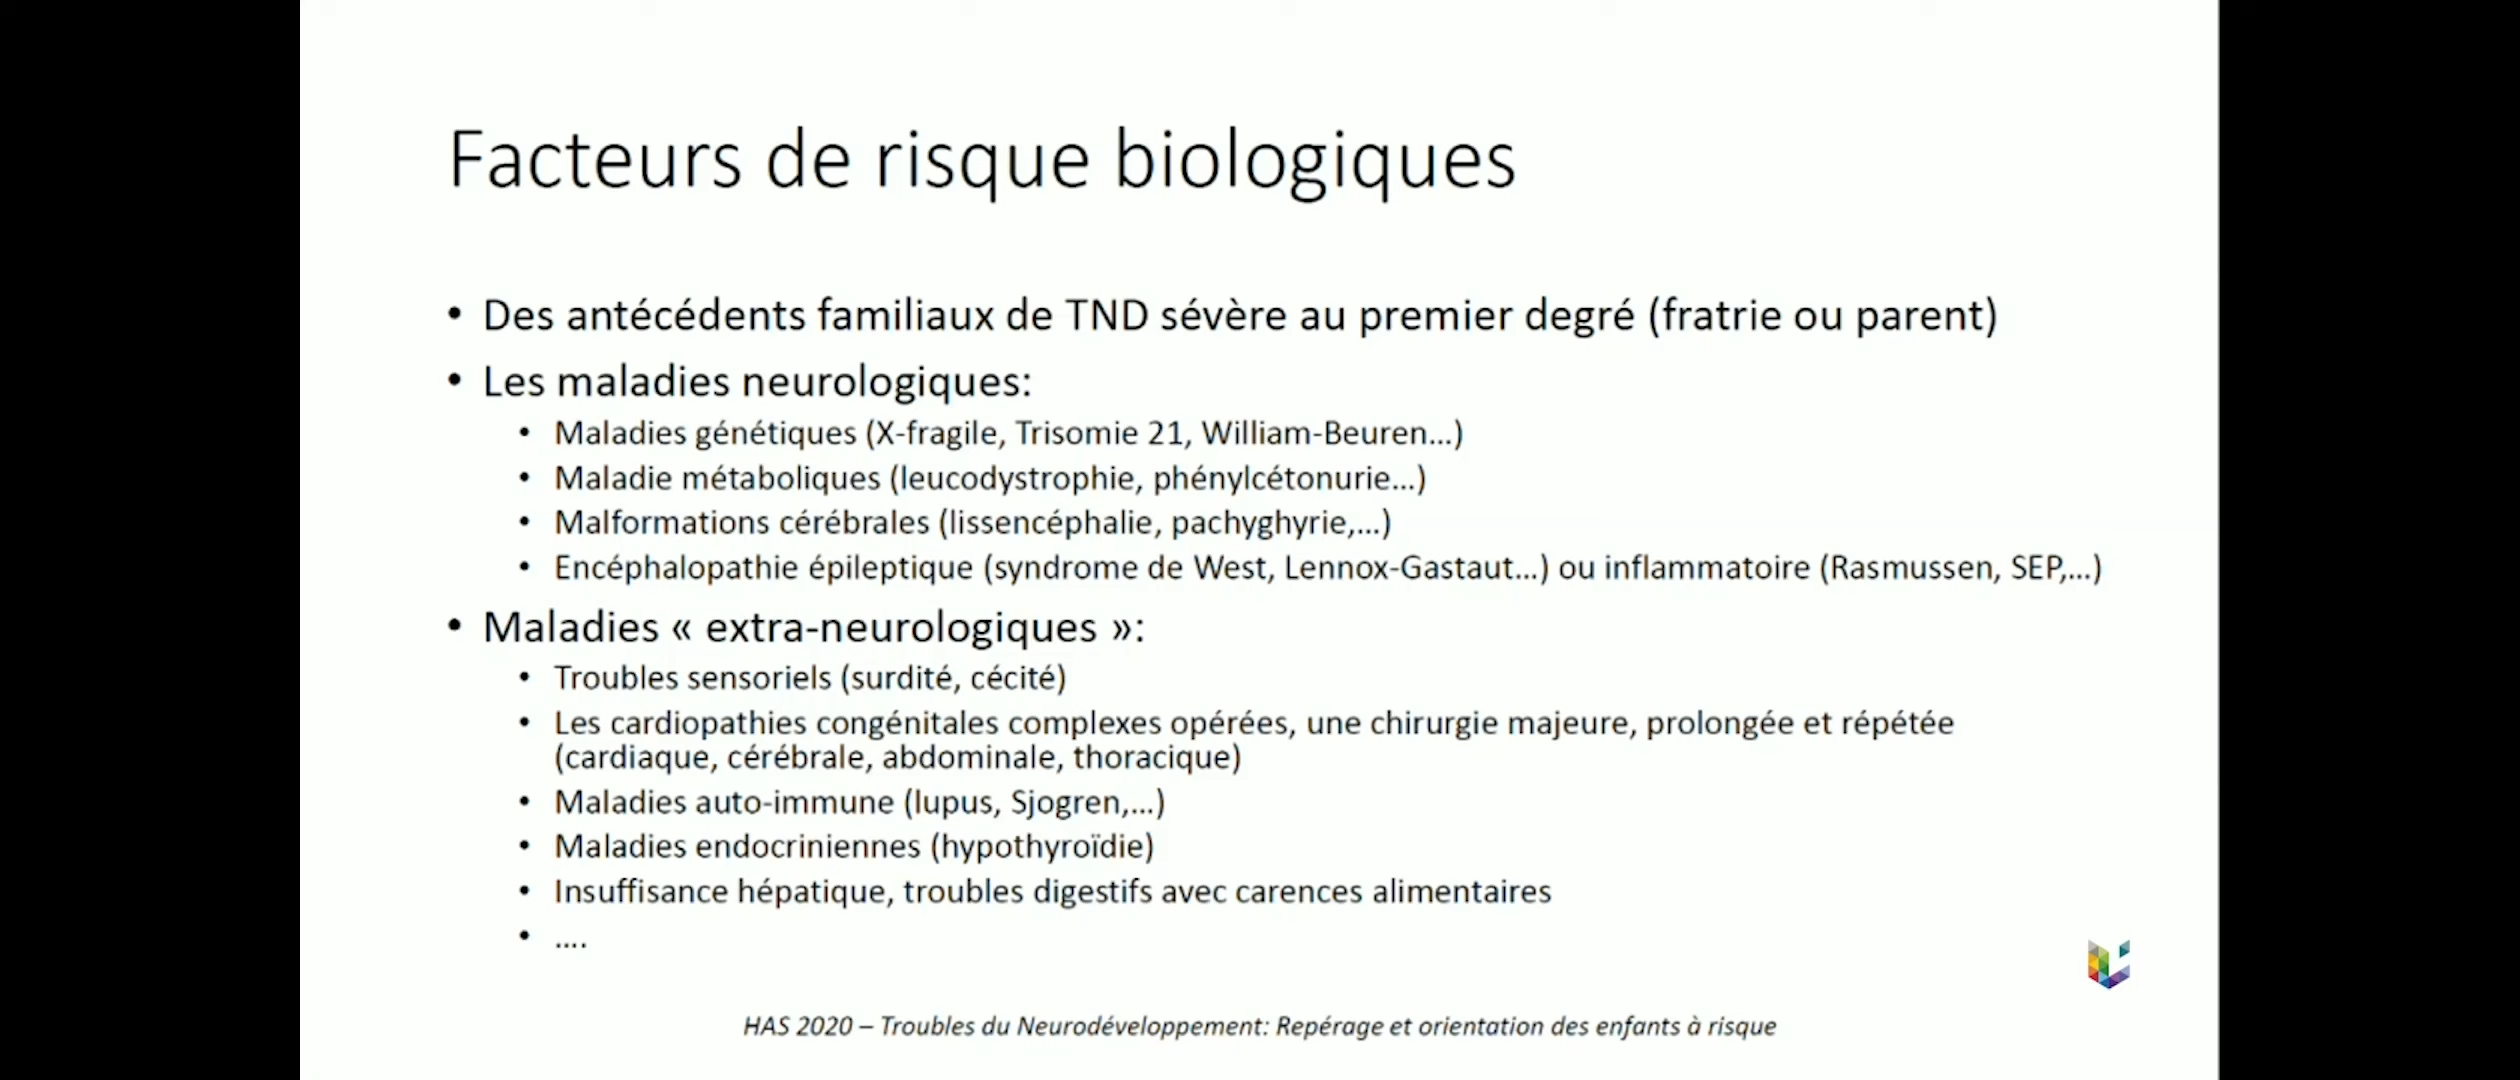 Facteurs de risque biologiques
• Des antécédents familiaux de TND sévère au premier degré (fratrie ou parent)
• Les maladies neurologiques:
• Maladies génétiques (X-fragile, Trisomie 21, William-Beuren...)
• Maladie métaboliques (leucodystrophie, phénylcétonurie...)
• Malformations cérébrales (lissencéphalie, pachyghyrie,...)
• Encéphalopathie épileptique (syndrome de West, Lennox-Gastaut...) ou inflammatoire (Rasmussen, SEP,...)
• Maladies « extra-neurologiques »:
• Troubles sensoriels (surdité, cécité)
• Les cardiopathies congénitales complexes opérées, une chirurgie majeure, prolongée et répétée
(cardiaque, cérébrale, abdominale, thoracique)
• Maladies auto-immune (lupus, Sjogren,...)
• Maladies endocriniennes (hypothyroïdie)
• Insuffisance hépatique, troubles digestifs avec carences alimentaires
• ....
HAS 2020 – Troubles du Neurodéveloppement: Repérage et orientation des enfants à risque